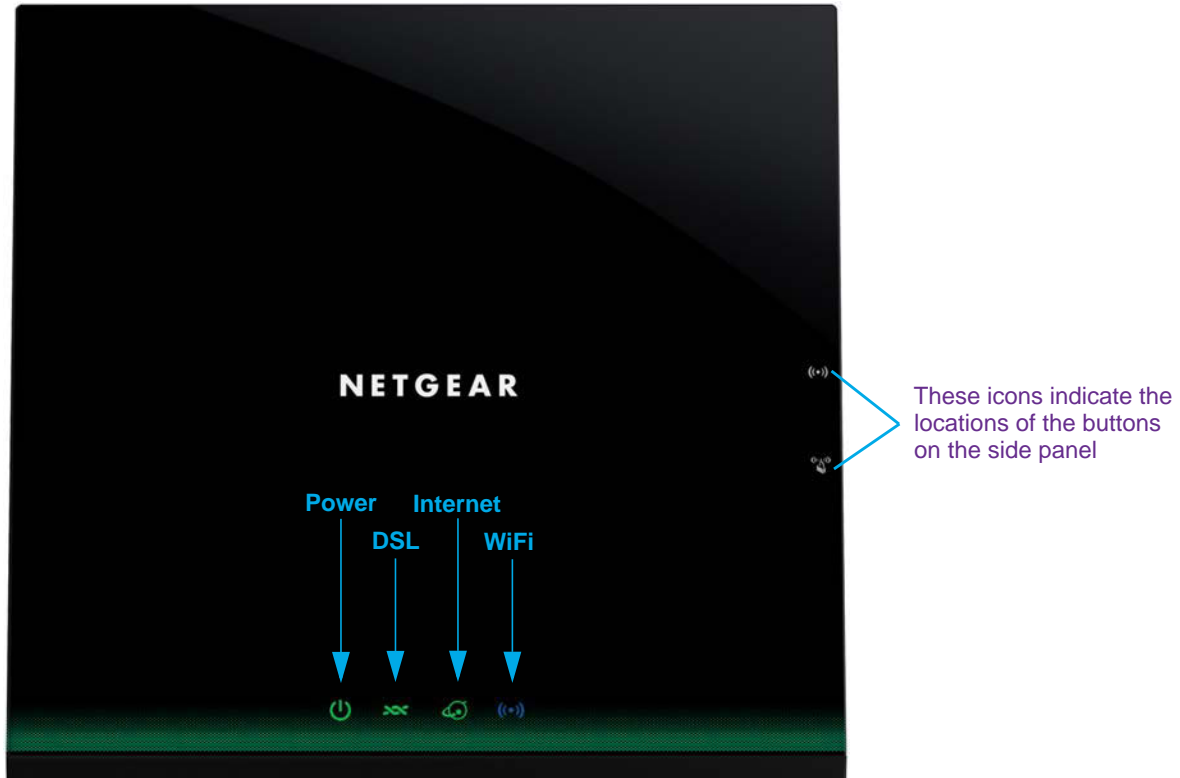 NETGEAR
These icons indicate the
locations of the buttons
on the side panel
Power
Internet
DSL
WiFi